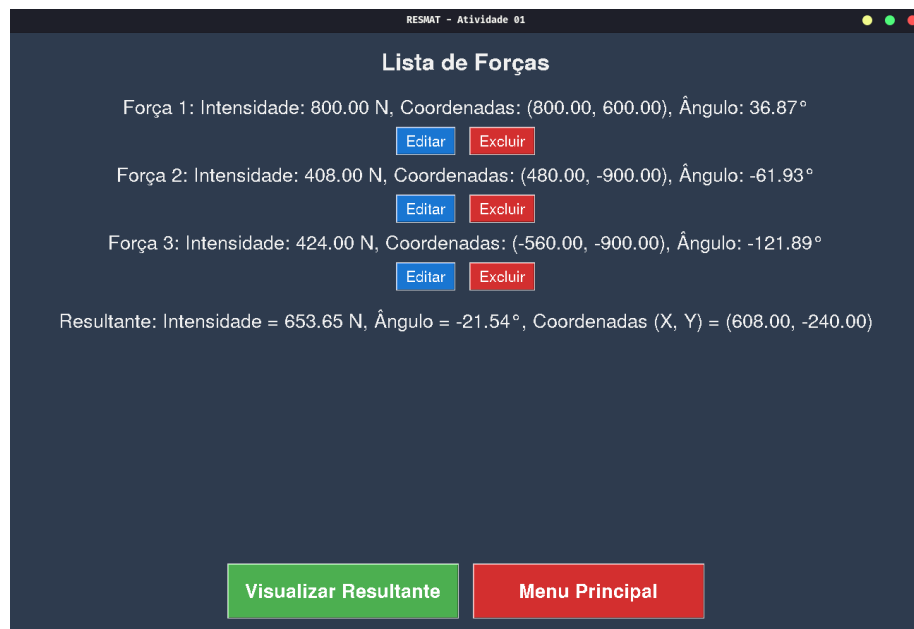 RESMAT - Atividade 01
Lista de Forças
Força 1: Intensidade: 800.00 N, Coordenadas: (800.00, 600.00), Ângulo: 36.87°
Editar Excluir
Força 2: Intensidade: 408.00 N, Coordenadas: (480.00, -900.00), Ângulo: -61.93°
Editar Excluir
Força 3: Intensidade: 424.00 N, Coordenadas: (-560.00, -900.00), Ângulo: -121.89°
Editar Excluir
Resultante: Intensidade = 653.65 N, Ângulo = -21.54°, Coordenadas (X, Y) = (608.00, -240.00)
Visualizar Resultante Menu Principal